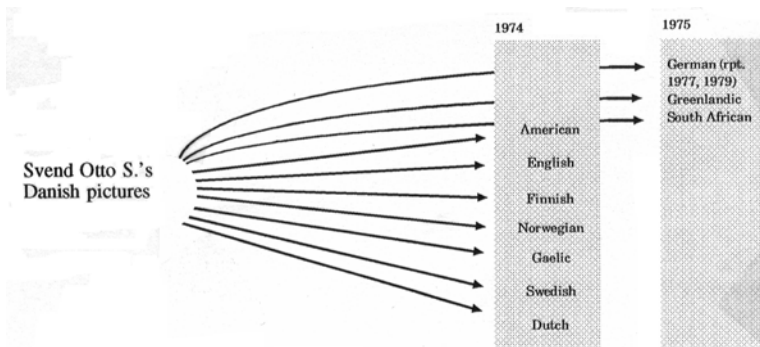 1974
1975
German (rpt.
1977, 1979)
Greenlandic
South African
American
English
Finnish
Norwegian
Gaelic
Swedish
Dutch
Svend Otto S.'s
Danish pictures